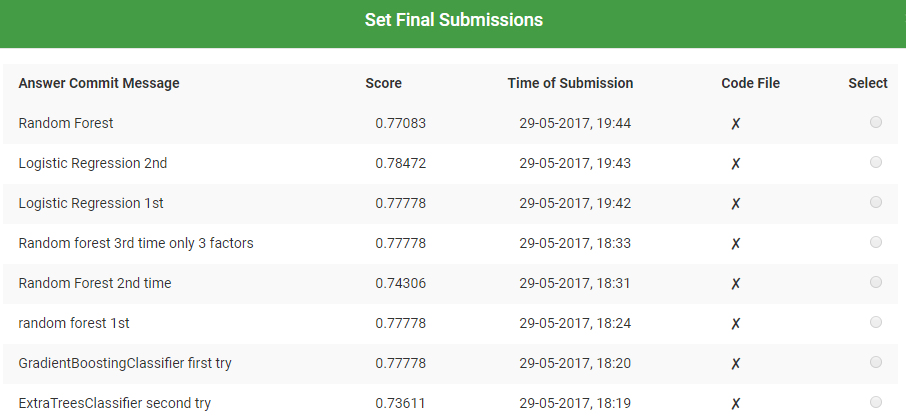 Set Final Submissions
Answer Commit Message Score Time of Submission Code File Select
Random Forest 0.77083 29-05-2017, 19:44 ✗
Logistic Regression 2nd 0.78472 29-05-2017, 19:43 ✗
Logistic Regression 1st 0.77778 29-05-2017, 19:42 ✗
Random forest 3rd time only 3 factors 0.77778 29-05-2017, 18:33 ✗
Random Forest 2nd time 0.74306 29-05-2017, 18:31 ✗
random forest 1st 0.77778 29-05-2017, 18:24 ✗
GradientBoostingClassifier first try 0.77778 29-05-2017, 18:20 ✗
ExtraTreesClassifier second try 0.73611 29-05-2017, 18:19 ✗